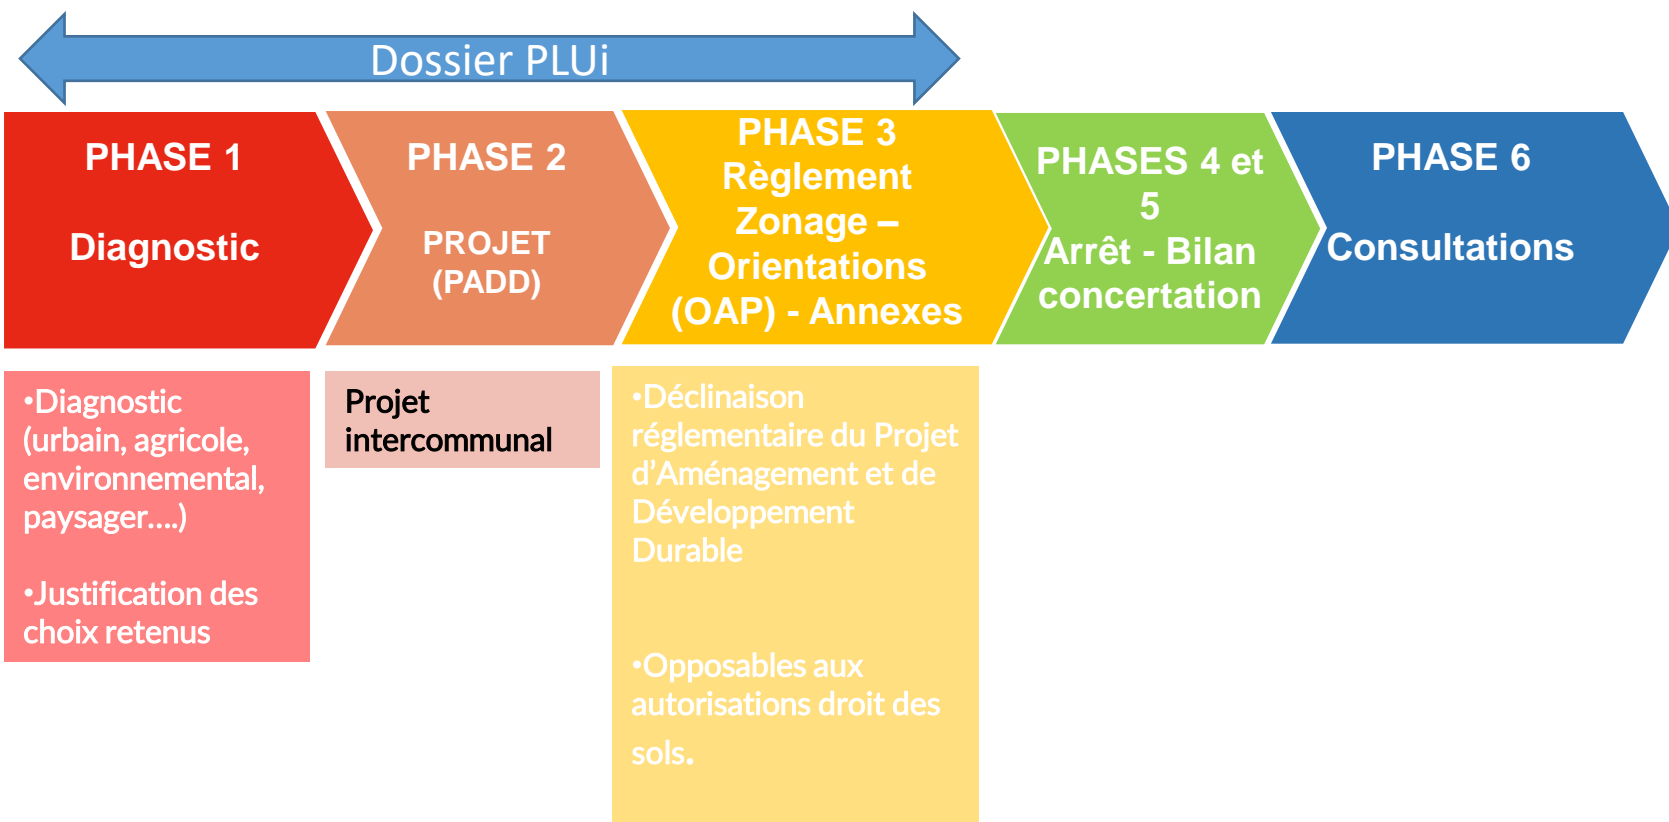 Dossier PLUi
PHASE 1
Diagnostic
PHASE 2
PROJET
(PADD)
PHASE 3
Règlement
Zonage –
Orientations
(OAP) - Annexes
PHASES 4 et
5
Arrêt - Bilan
concertation
PHASE 6
Consultations
•Diagnostic
(urbain, agricole,
environnemental,
paysager....)
•Justification des
choix retenus
Projet
intercommunal
•Déclinaison
réglementaire du Projet
d’Aménagement et de
Développement
Durable
•Opposables aux
autorisations droit des
sols.